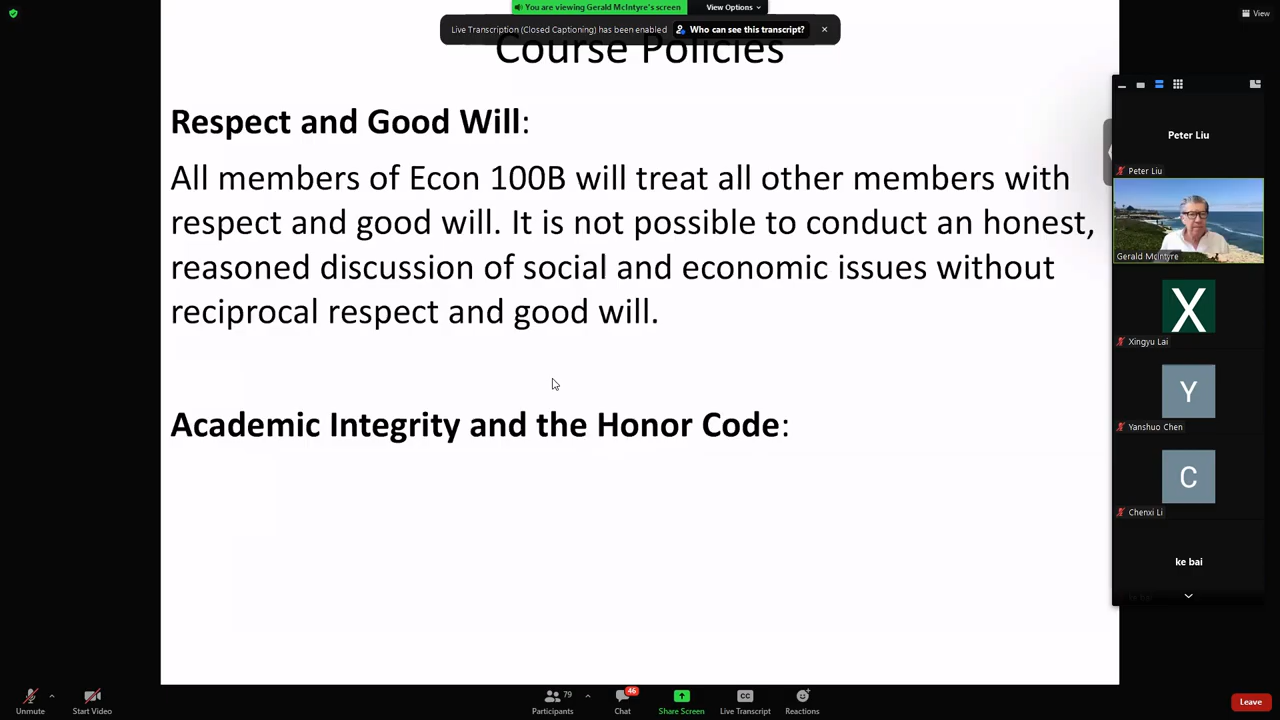 You are viewing Gerald McIntyre's screen
View Options
View
Live Transcription (Closed Captioning) has been enabled
Who can see this transcript?
Course Policies
Respect and Good Will:
All members of Econ 100B will treat all other members with
respect and good will. It is not possible to conduct an honest,
reasoned discussion of social and economic issues without
reciprocal respect and good will.
Academic Integrity and the Honor Code:
Peter Liu
Peter Liu
Gerald McIntyre
X
Xingyu Lai
Y
Yanshuo Chen
C
Chenxi Li
ke bai
Unmute
Start Video
79
Participants
46
Chat
Share Screen
CC
Live Transcript
Reactions
Leave